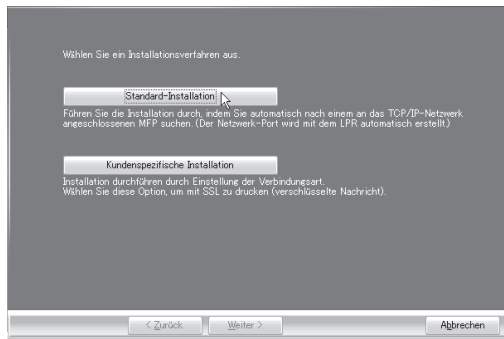 Wählen Sie ein Installationsverfahren aus.
Standard-Installation
Führen Sie die Installation durch, indem Sie automatisch nach einem an das TCP/IP-Netzwerk
angeschlossenen MFP suchen. (Der Netzwerk-Port wird mit dem LPR automatisch erstellt.)
Kundenspezifische Installation
Installation durchführen durch Einstellung der Verbindungsart.
Wählen Sie diese Option, um mit SSL zu drucken (verschlüsselte Nachricht).
< Zurück
Weiter >
Abbrechen